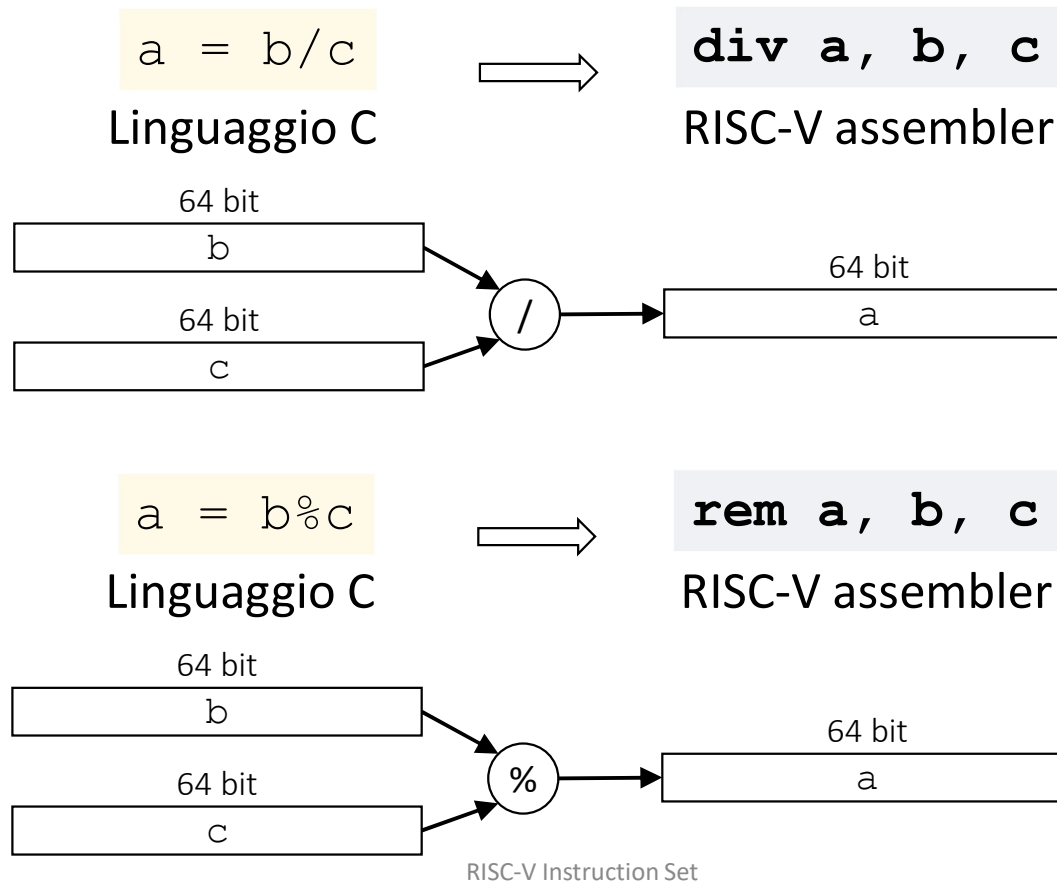 a = b/c
div a, b, c
Linguaggio C
RISC-V assembler
64 bit
b
64 bit
c
/
64 bit
a
a = b%c
rem a, b, c
Linguaggio C
RISC-V assembler
64 bit
b
64 bit
c
%
64 bit
a
RISC-V Instruction Set